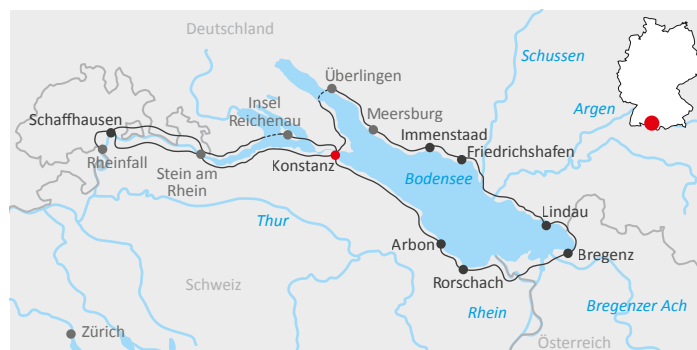 Deutschland
Schussen
Überlingen
Insel
Reichenau
Argen
Schaffhausen
Meersburg
Immenstaad
Rheinfall
Friedrichshafen
Konstanz
Stein am
Rhein
Bodensee
Thur
Lindau
Arbon
Bregenz
Rorschach
Schweiz
Rhein
Bregenzer Ach
Zürich
Österreich